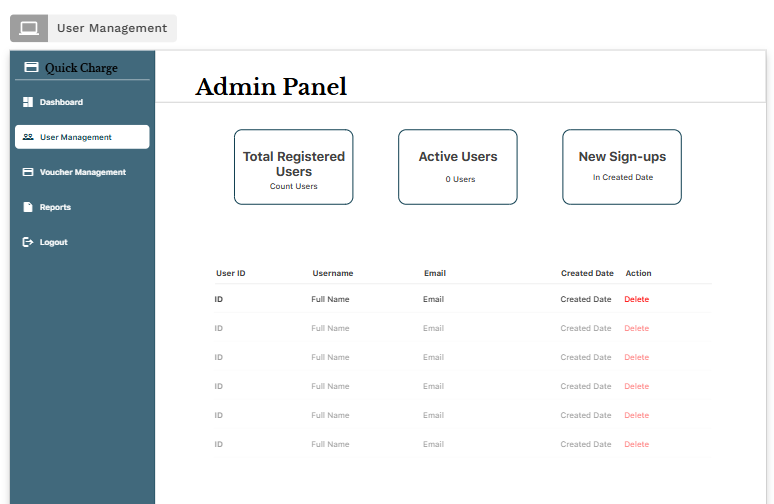 User Management
Quick Charge
Admin Panel
Dashboard
User Management
Voucher Management
Reports
Logout
Total Registered
Users
Count Users
Active Users
0 Users
New Sign-ups
In Created Date
User ID Username Email Created Date Action
ID Full Name Email Created Date Delete
ID Full Name Email Created Date Delete
ID Full Name Email Created Date Delete
ID Full Name Email Created Date Delete
ID Full Name Email Created Date Delete
ID Full Name Email Created Date Delete